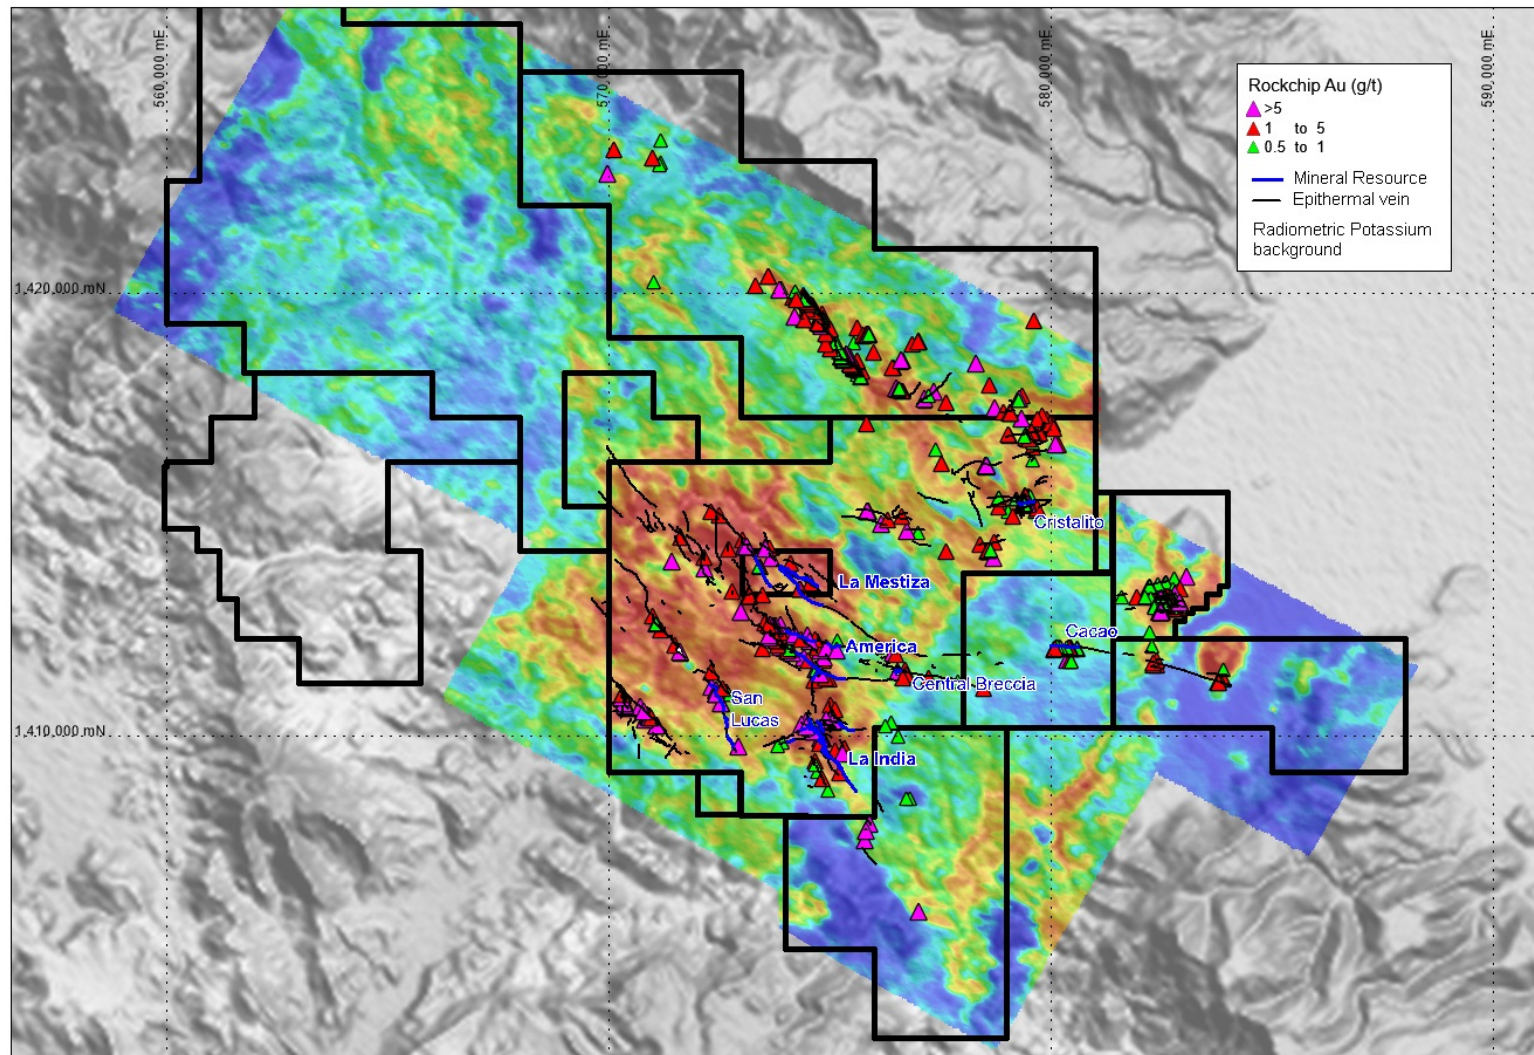 560,000 mE
570,000 mE
580,000 mE
590,000 mE
Rockchip Au (g/t)
>5
1 to 5
0.5 to 1
Mineral Resource
Epithermal vein
Radiometric Potassium
background
1,420,000 mN
Cristalito
La Mestiza
Cacao
America
Central Breccia
San
Lucas
1,410,000 mN
La India